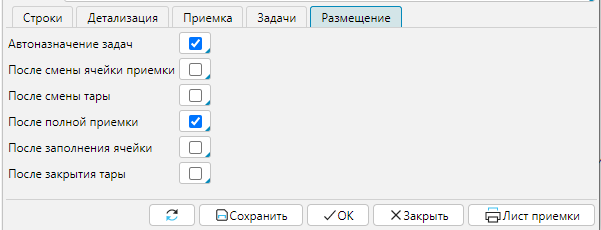 Строки Детализация Приемка Задачи Размещение
Автоназначение задач
После смены ячейки приемки
После смены тары
После полной приемки
После заполнения ячейки
После закрытия тары
Сохранить ОК Закрыть Лист приемки